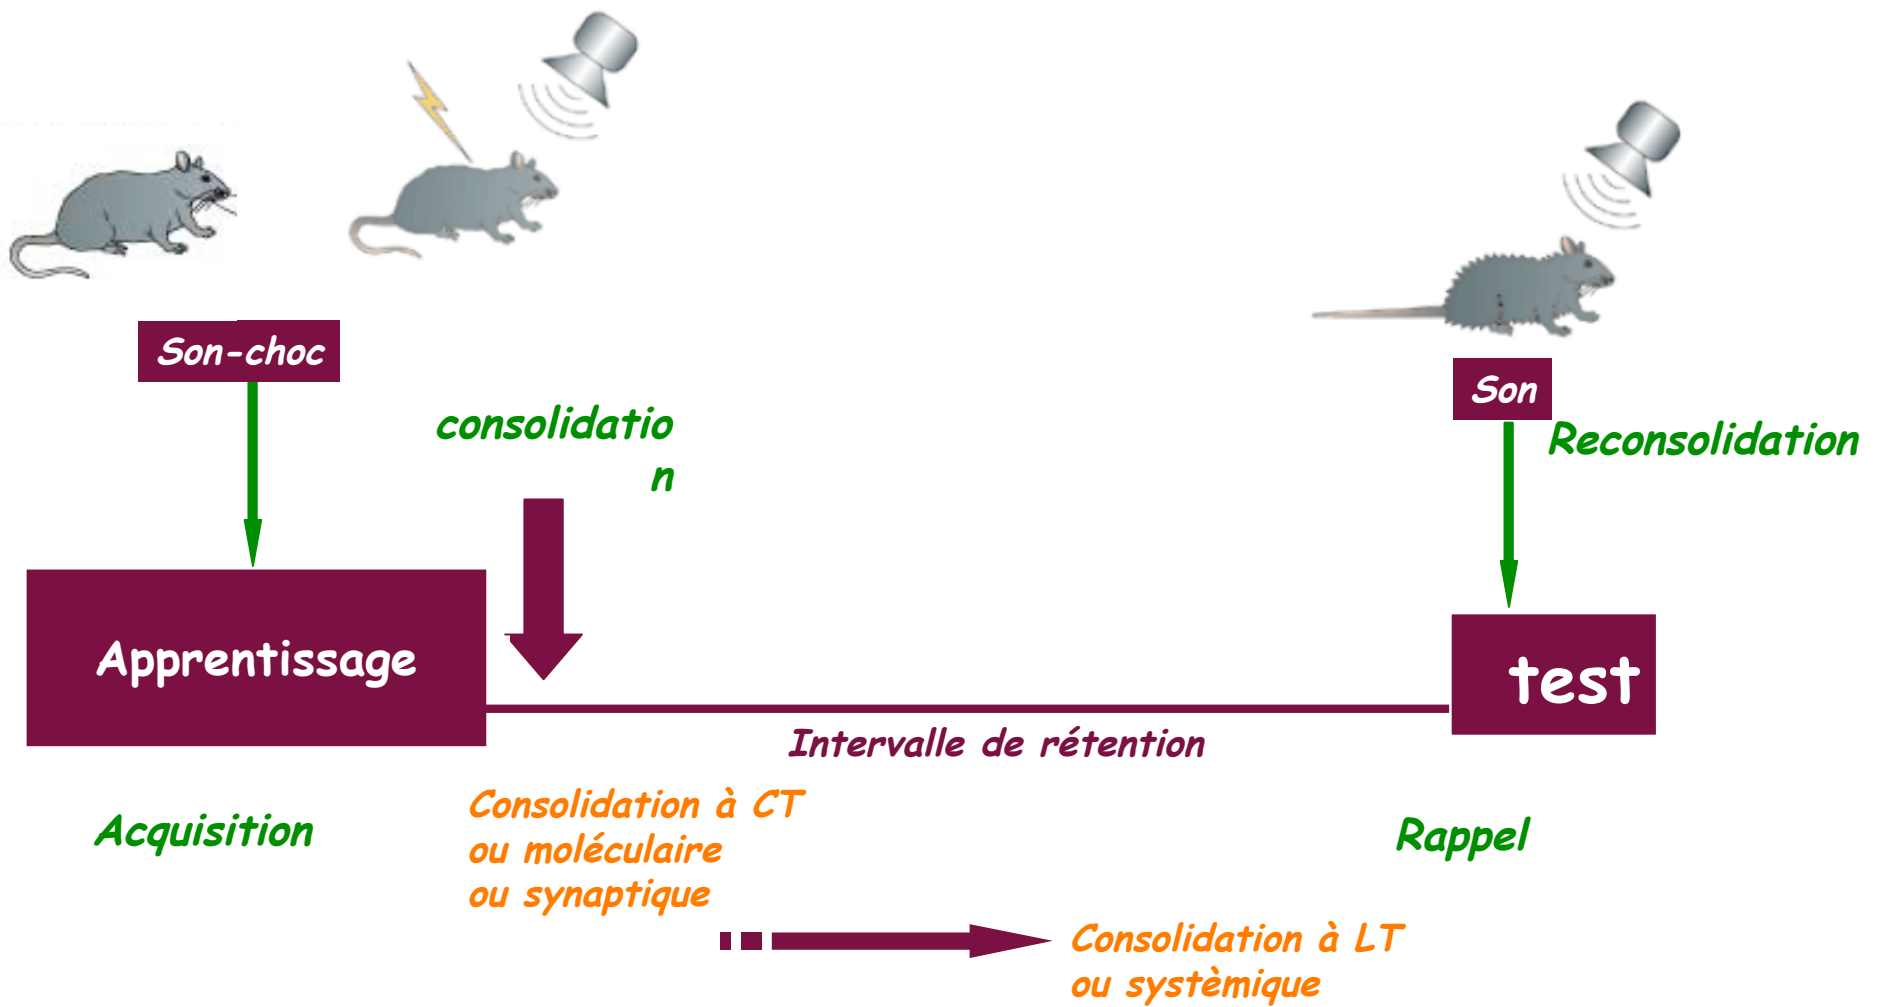 Son-choc
Son
consolidatio
n
Reconsolidation
Apprentissage
test
Intervalle de rétention
Acquisition
Consolidation à CT
ou moléculaire
ou synaptique
Rappel
Consolidation à LT
ou systèmique